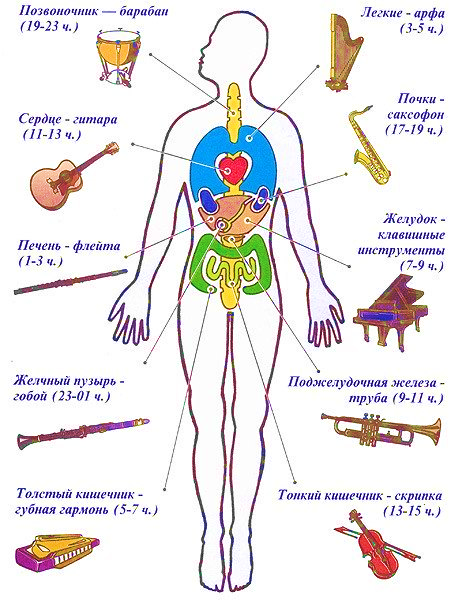 Позвоночник — барабан
(19-23 ч.)
Легкие - арфа
(3-5 ч.)
Сердце - гитара
(11-13 ч.)
Почки -
саксофон
(17-19 ч.)
Печень - флейта
(1-3 ч.)
Желудок -
клавишные
инструменты
(7-9 ч.)
Желчный пузырь -
гобой (23-01 ч.)
Поджелудочная железа -
труба (9-11 ч.)
Толстый кишечник -
губная гармонь (5-7 ч.)
Тонкий кишечник - скрипка
(13-15 ч.)